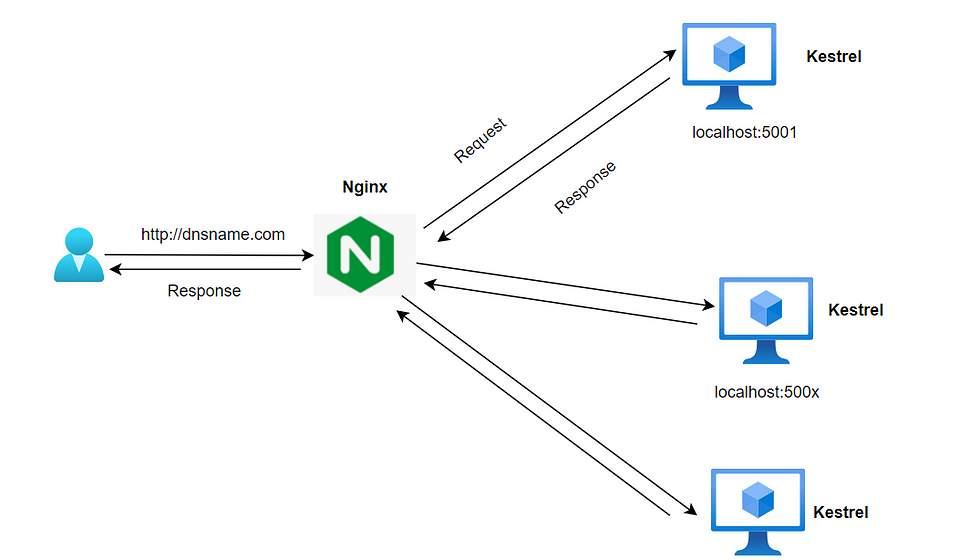 Kestrel
localhost:5001
Request
Response
Nginx
http://dnsname.com
N
Response
Kestrel
localhost:500x
Kestrel